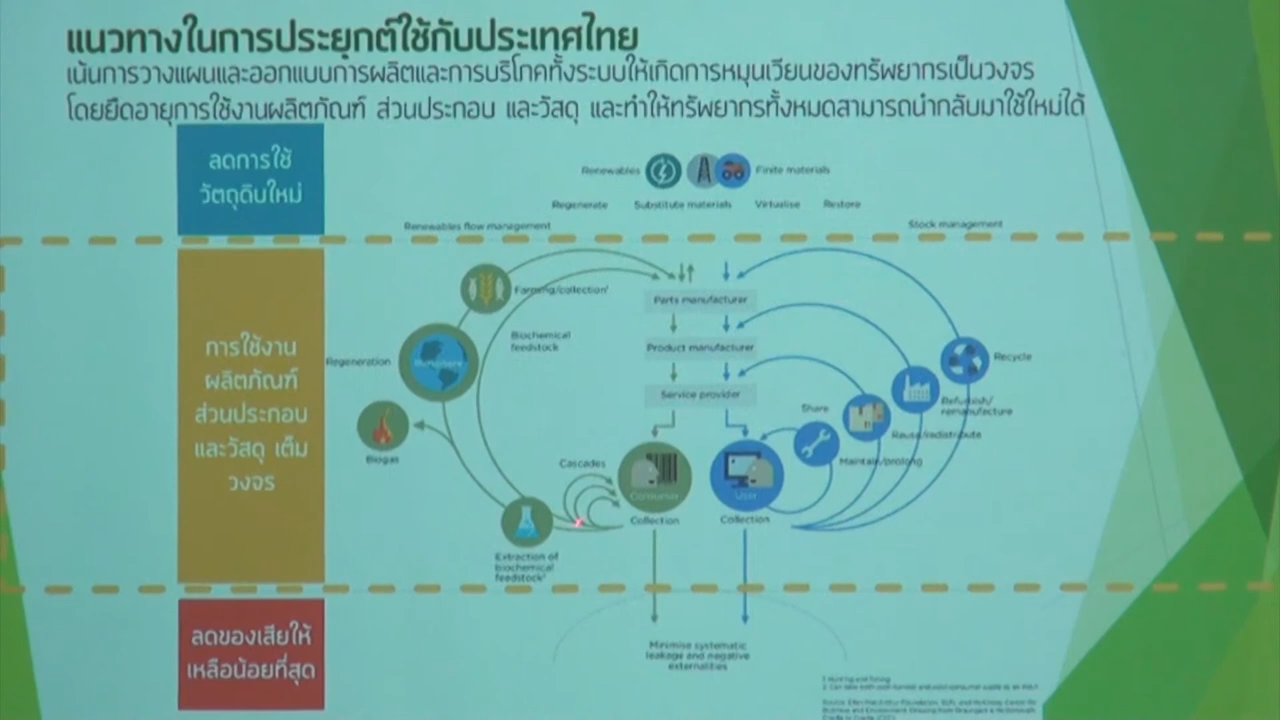 แนวทางในการประยุกต์ใช้กับประเทศไทย
เน้นการวางแผนและออกแบบการผลิตและการบริโภคทั้งระบบให้เกิดการหมุนเวียนของทรัพยากรเป็นวงจร
โดยยืดอายุการใช้งานผลิตภัณฑ์ ส่วนประกอบ และวัสดุ และทำให้ทรัพยากรทั้งหมดสามารถนำกลับมาใช้ใหม่ได้
ลดการใช้
วัตถุดิบใหม่
Renewables
Finite materials
Regenerate
Substitute materials
Virtualise
Restore
Renewables flow management
Stock management
Farming/collection¹
Parts manufacturer
Biochemical
feedstock
Product manufacturer
Regeneration
Biosphere
Recycle
Service provider
Share
Refurbish/
remanufacture
Reuse/redistribute
Biogas
Cascades
Maintain/prolong
Consumer
User
Collection
Collection
Extraction of
biochemical
feedstock²
การใช้งาน
ผลิตภัณฑ์
ส่วนประกอบ
และวัสดุ เต็ม
วงจร
ลดของเสียให้
เหลือน้อยที่สุด
Minimise systematic
leakage and negative
externalities
1 Hunting and fishing